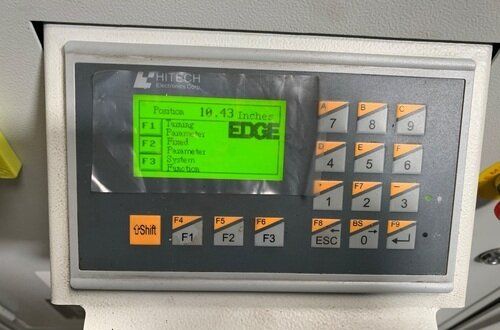 HITECH
Electronics Corp.
Position 10.43 Inches
EDGE
F1 Tuning
Parameter
F2 Fixed
Parameter
F3 System
Function
A 7 B 8 C 9
D 4 E 5 F 6
1 F7 2 - 3
⇧Shift F4 F1 F5 F2 F6 F3 F8 ← ESC BS → 0 F9 ↵